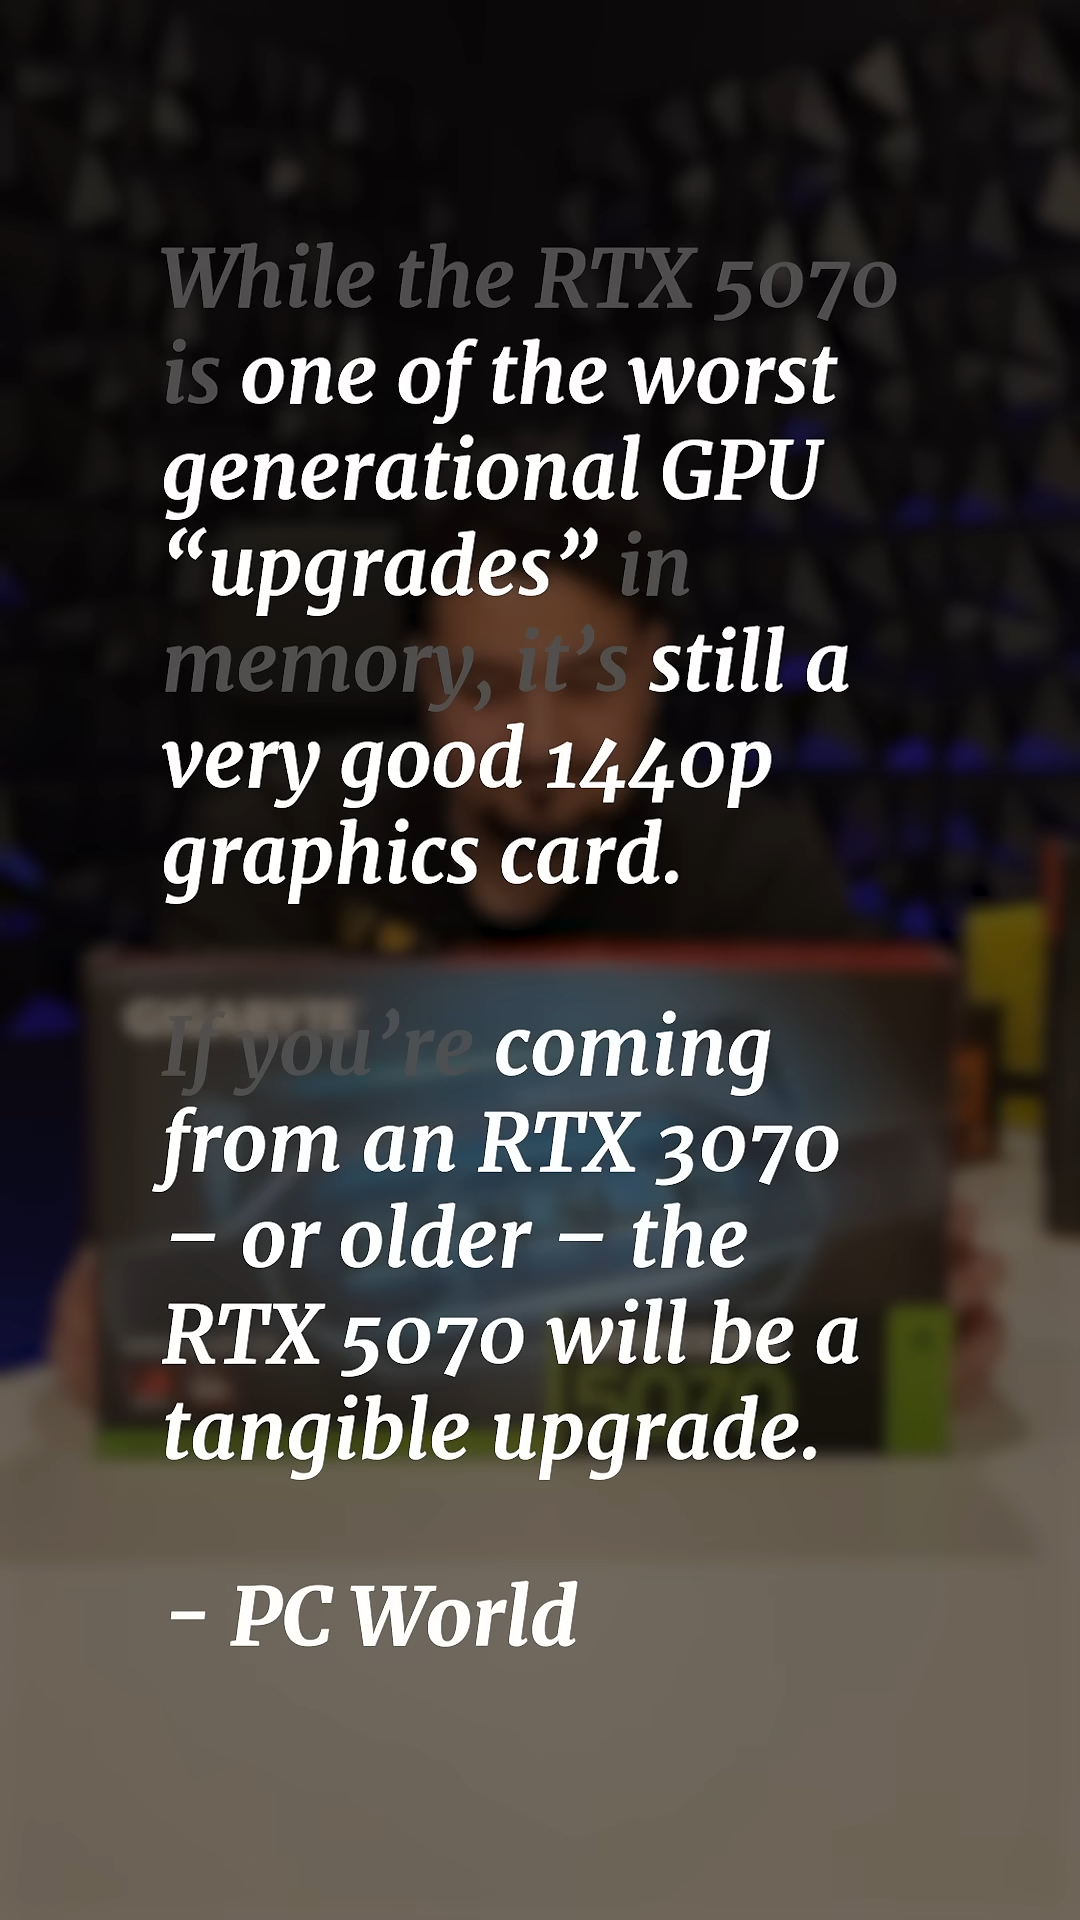 While the RTX 5070
is one of the worst
generational GPU
“upgrades” in
memory, it’s still a
very good 1440p
graphics card.
If you’re coming
from an RTX 3070
– or older – the
RTX 5070 will be a
tangible upgrade.
– PC World
GIGABYTE
5070